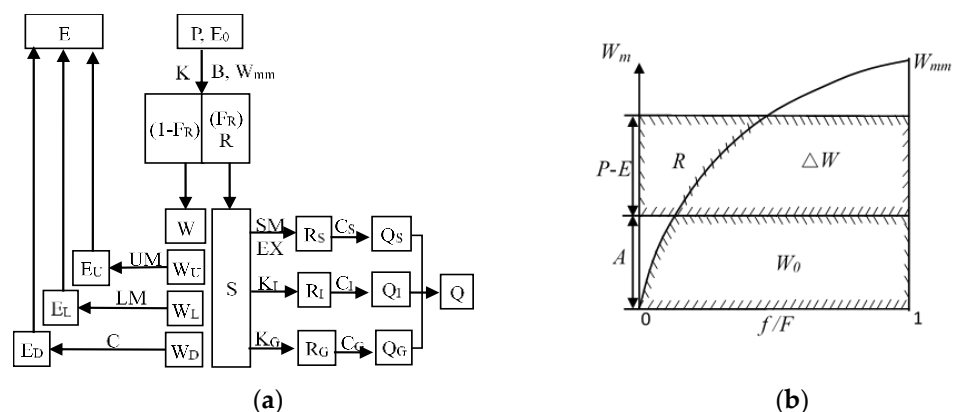 E
P, E0
K
B, Wmm
(1-FR)
(FR)
R
W
S
SM
EX
RS
CS
QS
EU
UM
WU
EL
LM
WL
KI
RI
CI
QI
Q
ED
C
WD
KG
RG
CG
QG
(a)
Wm
Wmm
P-E
R
△W
A
W0
0
f/F
1
(b)